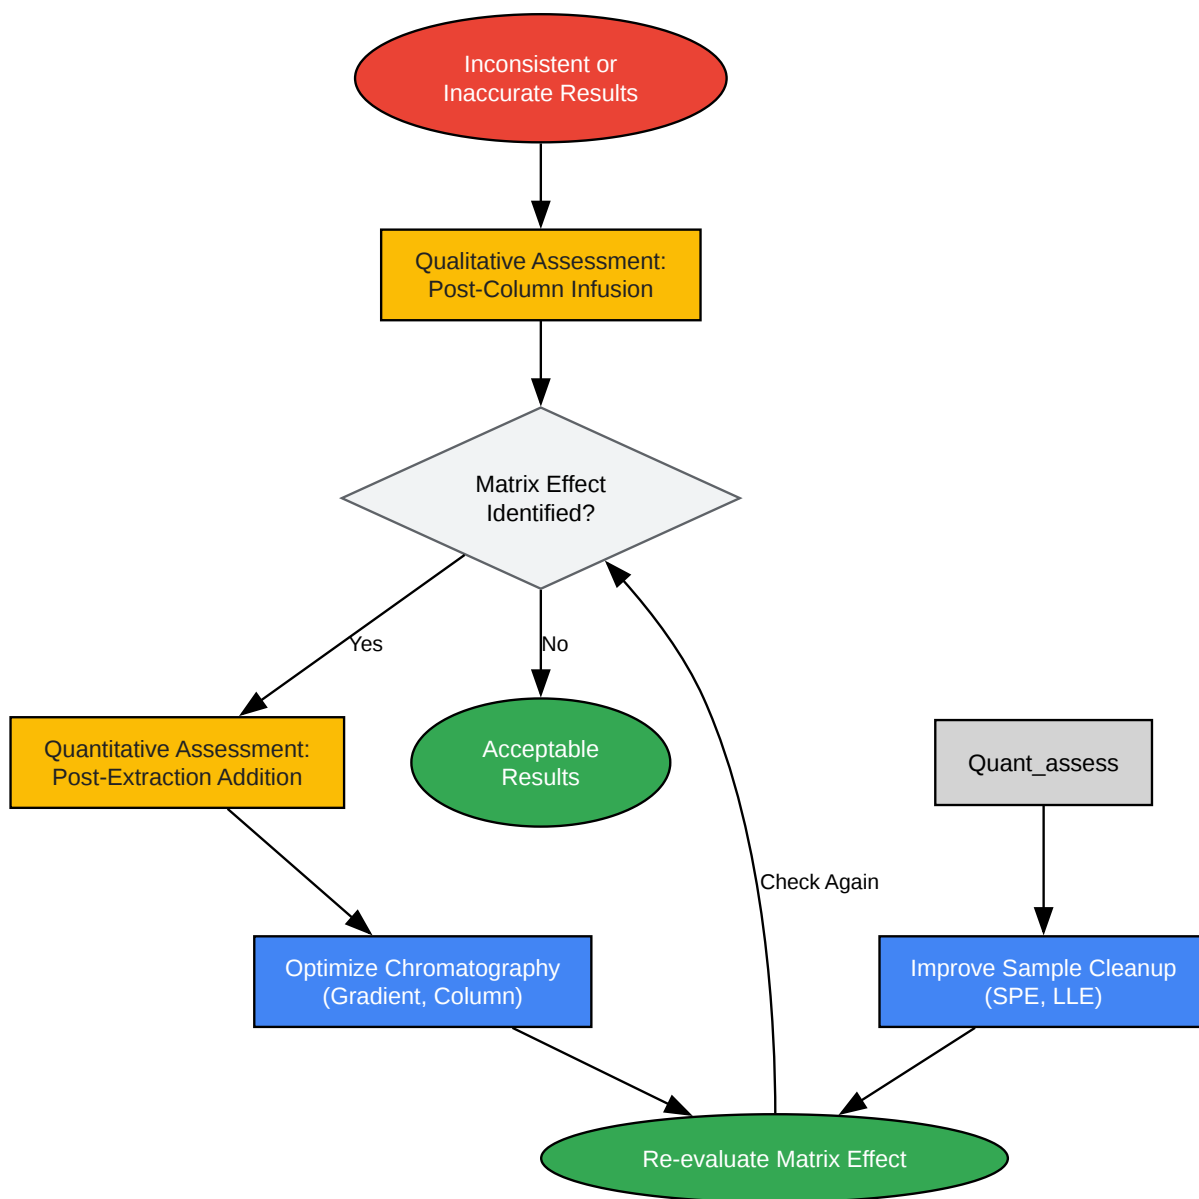 Inconsistent or
Inaccurate Results
Qualitative Assessment:
Post-Column Infusion
Matrix Effect
Identified?
Yes
No
Quantitative Assessment:
Post-Extraction Addition
Acceptable
Results
Quant_assess
Check Again
Optimize Chromatography
(Gradient, Column)
Improve Sample Cleanup
(SPE, LLE)
Re-evaluate Matrix Effect